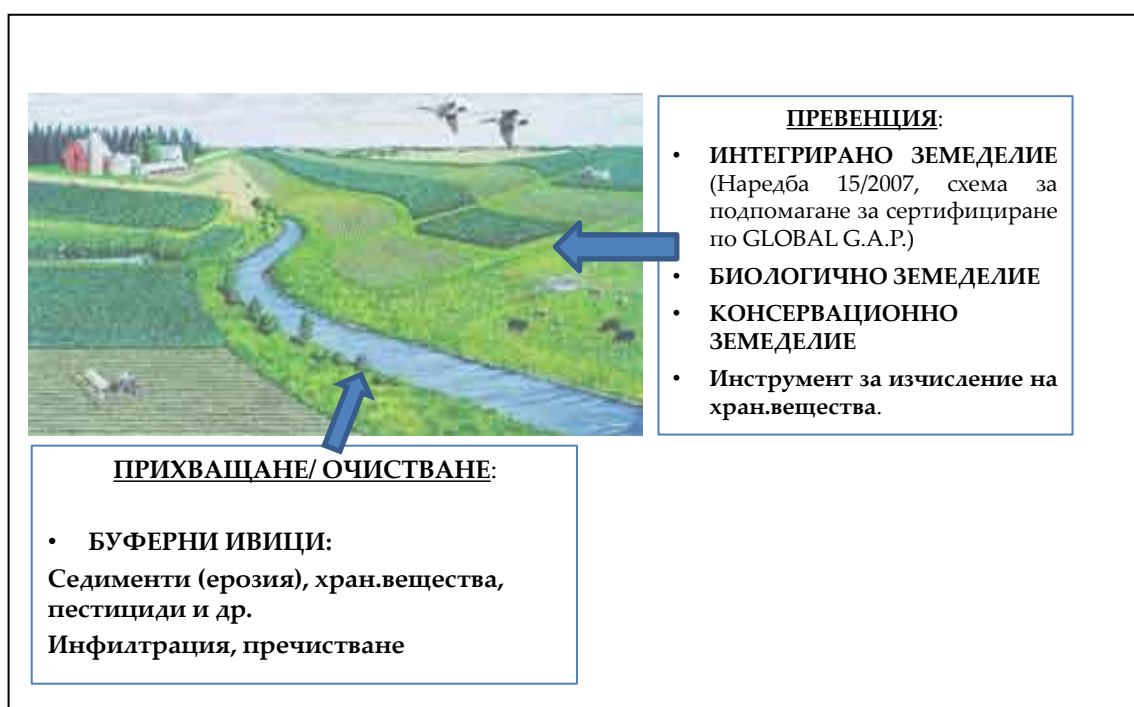 ПРЕВЕНЦИЯ:
• ИНТЕГРИРАНО ЗЕМЕДЕЛИЕ
(Наредба 15/2007, схема за
подпомагане за сертифициране
по GLOBAL G.A.P.)
• БИОЛОГИЧНО ЗЕМЕДЕЛИЕ
• КОНСЕРВАЦИОННО
ЗЕМЕДЕЛИЕ
• Инструмент за изчисление на
хран.вещества.
ПРИХВАЩАНЕ/ ОЧИСТВАНЕ:
• БУФЕРНИ ИВИЦИ:
Седименти (ерозия), хран.вещества,
пестициди и др.
Инфилтрация, пречистване